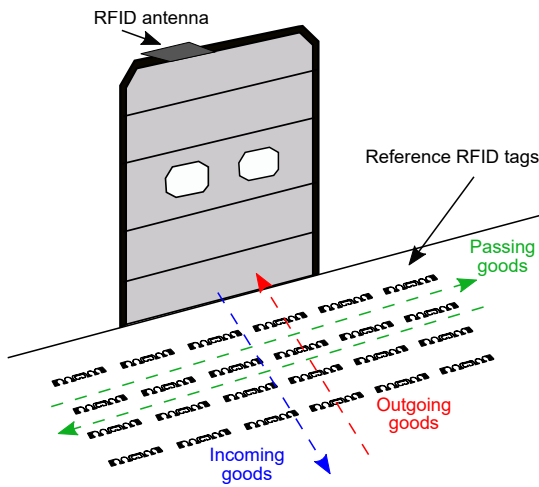 RFID antenna
Reference RFID tags
Passing
goods
Outgoing
goods
Incoming
goods